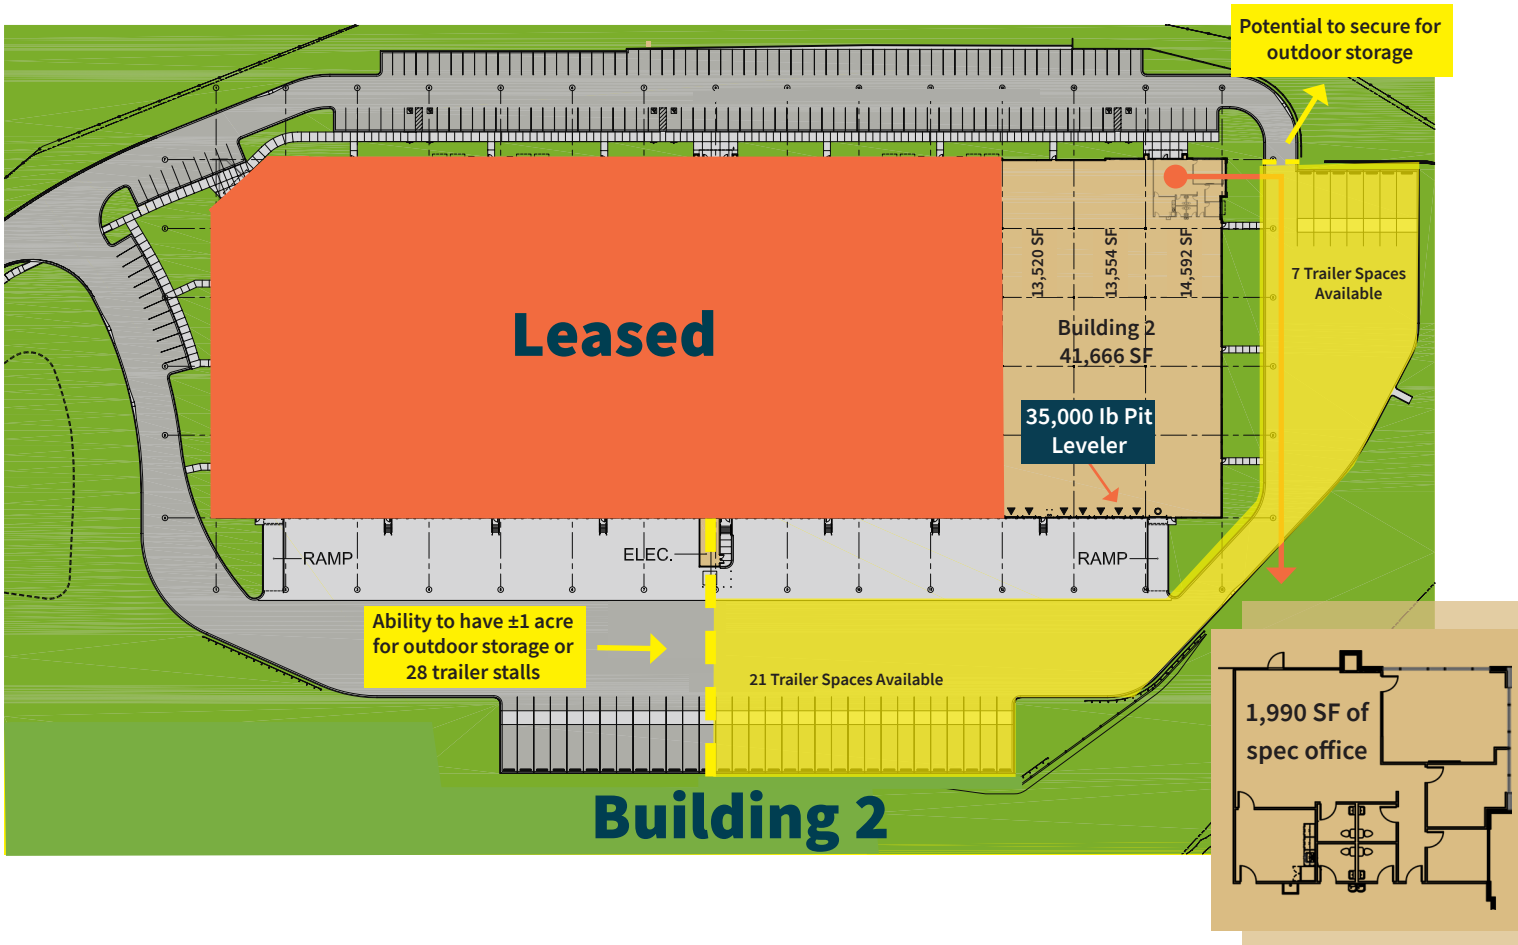 Potential to secure for
outdoor storage
7 Trailer Spaces
Available
13,520 SF
13,554 SF
14,592 SF
Leased
Building 2
41,666 SF
35,000 lb Pit
Leveler
RAMP
ELEC.
RAMP
Ability to have ±1 acre
for outdoor storage or
28 trailer stalls
21 Trailer Spaces Available
1,990 SF of
spec office
Building 2